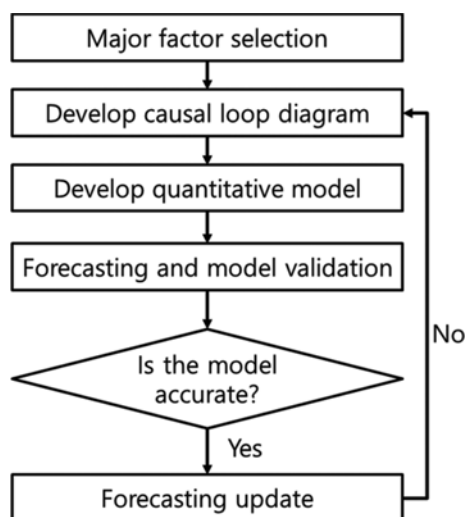 Major factor selection
Develop causal loop diagram
Develop quantitative model
Forecasting and model validation
Is the model
accurate?
No
Yes
Forecasting update